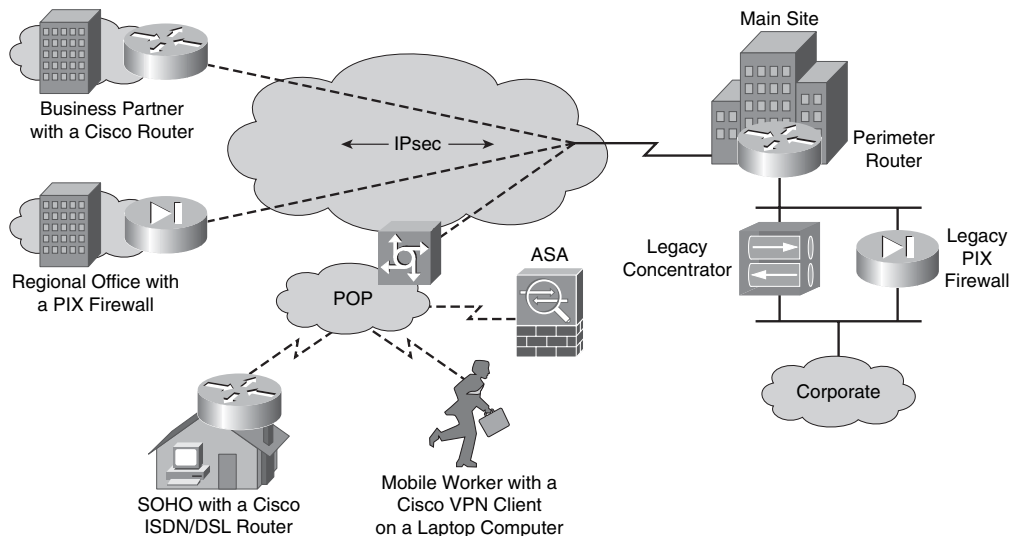 Main Site
Business Partner
with a Cisco Router
IPsec
Perimeter
Router
Regional Office with
a PIX Firewall
Legacy
Concentrator
Legacy
PIX
Firewall
ASA
POP
Corporate
SOHO with a Cisco
ISDN/DSL Router
Mobile Worker with a
Cisco VPN Client
on a Laptop Computer